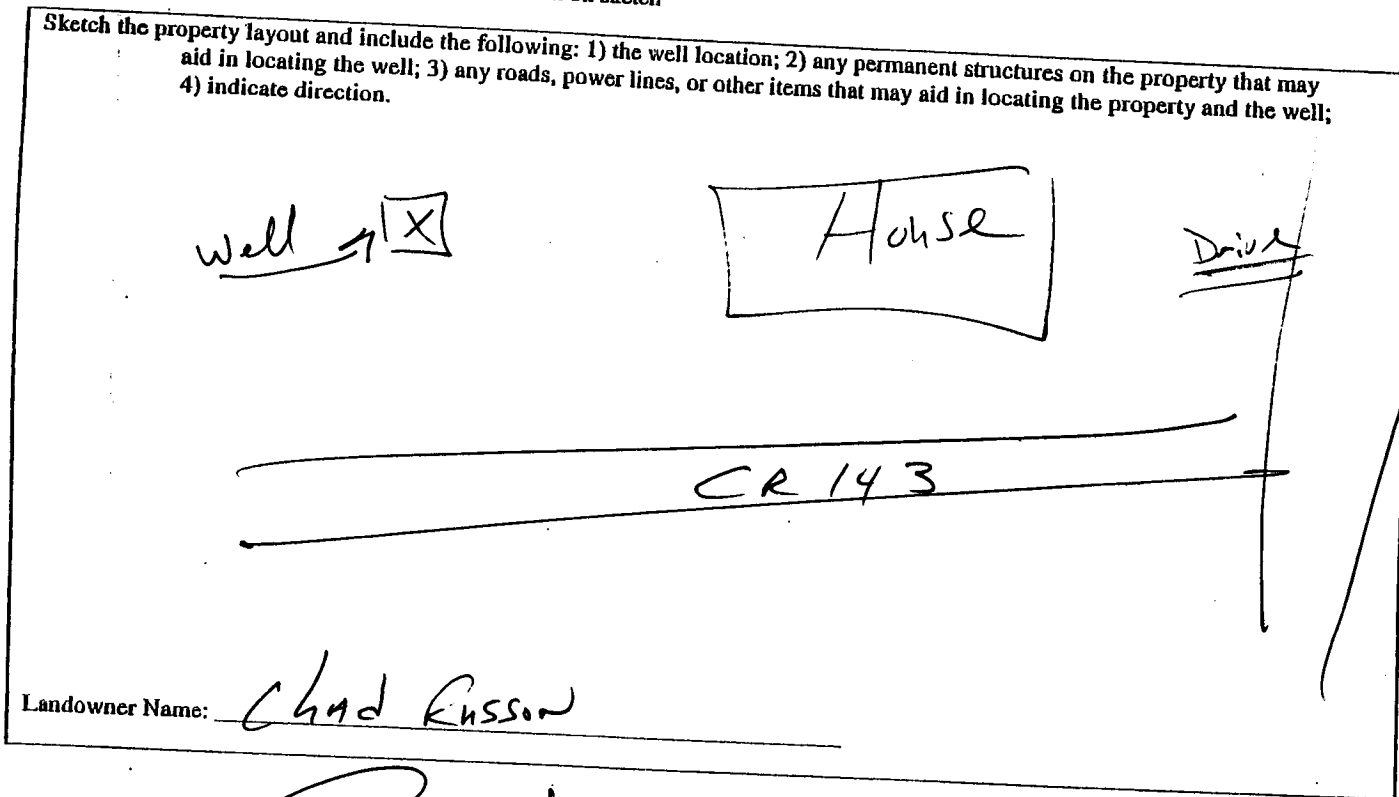 Sketch the property layout and include the following: 1) the well location; 2) any permanent structures on the property that may
aid in locating the well; 3) any roads, power lines, or other items that may aid in locating the property and the well;
4) indicate direction.
Well X
House
Drive
CR 143
Landowner Name: Chad